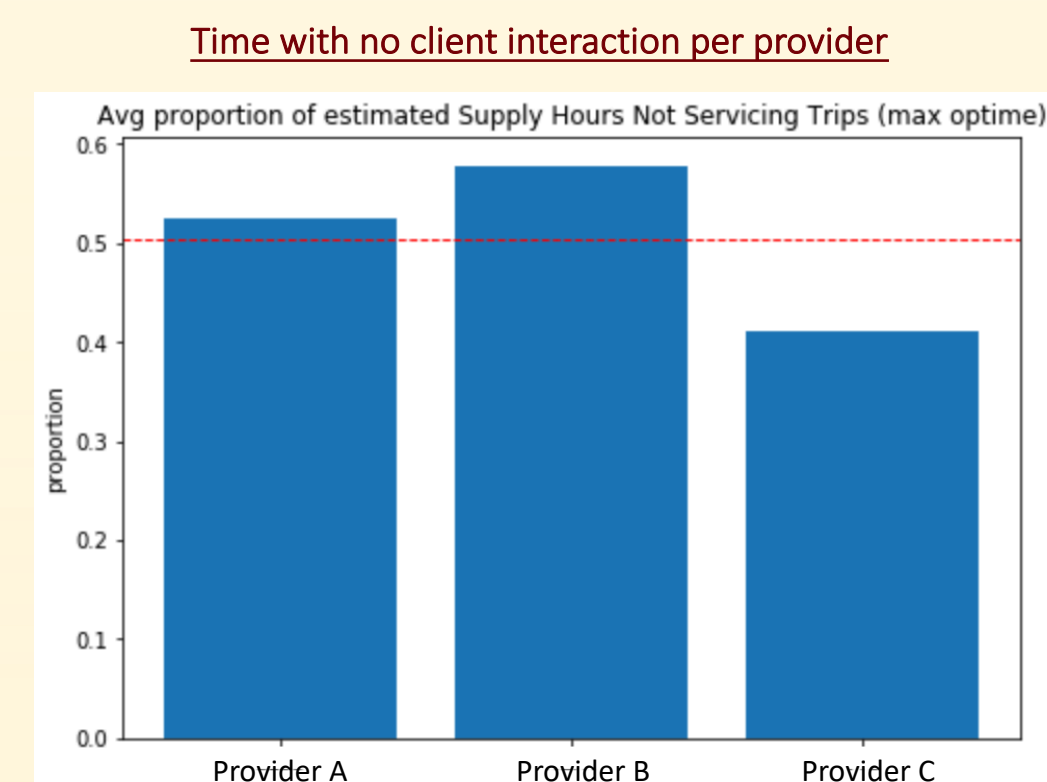 Time with no client interaction per provider
Avg proportion of estimated Supply Hours Not Servicing Trips (max optime)
0.6
0.5
0.4
0.3
0.2
0.1
0.0
proportion
Provider A
Provider B
Provider C